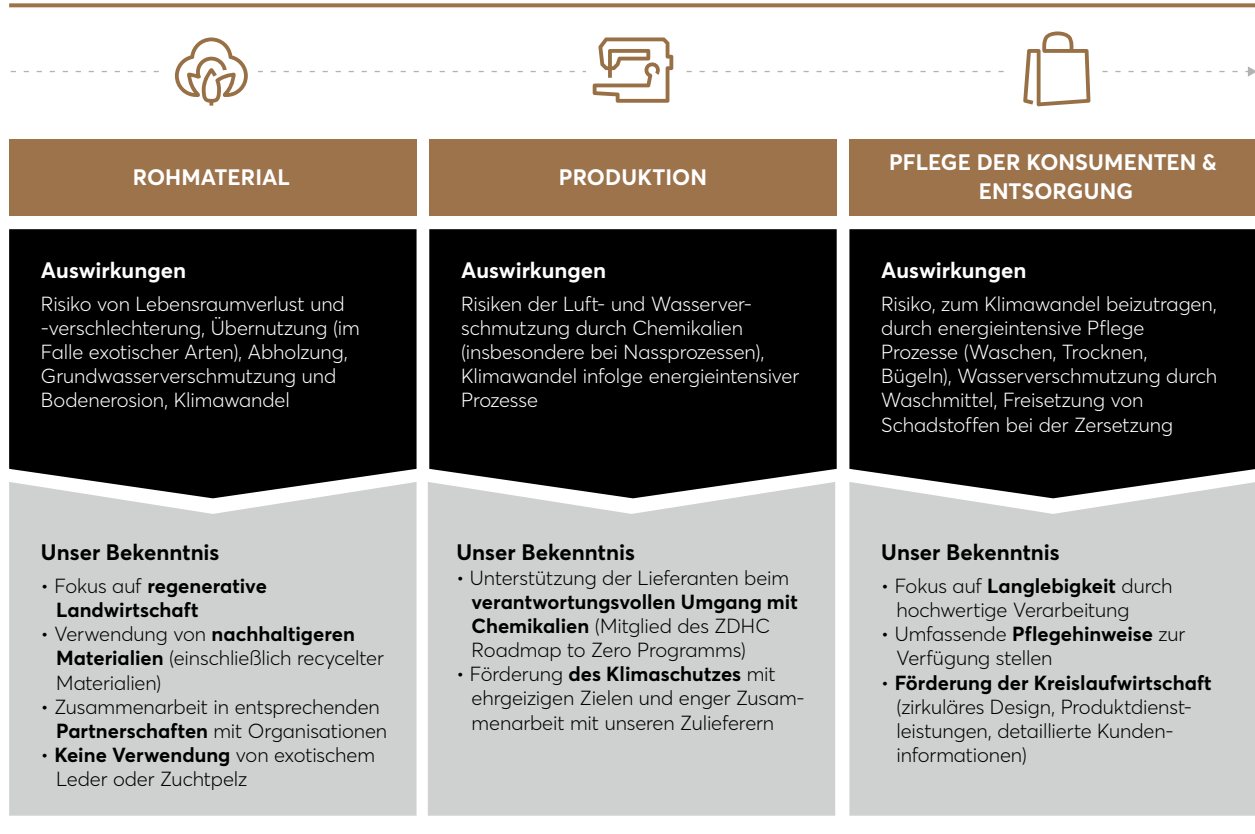 ROHMATERIAL
Auswirkungen
Risiko von Lebensraumverlust und
-verschlechterung, Übernutzung (im
Falle exotischer Arten), Abholzung,
Grundwasserverschmutzung und
Bodenerosion, Klimawandel
Unser Bekenntnis
• Fokus auf regenerative
Landwirtschaft
• Verwendung von nachhaltigeren
Materialien (einschließlich recycelter
Materialien)
• Zusammenarbeit in entsprechenden
Partnerschaften mit Organisationen
• Keine Verwendung von exotischem
Leder oder Zuchtpelz
PRODUKTION
Auswirkungen
Risiken der Luft- und Wasserver-
schmutzung durch Chemikalien
(insbesondere bei Nassprozessen),
Klimawandel infolge energieintensiver
Prozesse
Unser Bekenntnis
• Unterstützung der Lieferanten beim
verantwortungsvollen Umgang mit
Chemikalien (Mitglied des ZDHC
Roadmap to Zero Programms)
• Förderung des Klimaschutzes mit
ehrgeizigen Zielen und enger Zusam-
menarbeit mit unseren Zulieferern
PFLEGE DER KONSUMENTEN &
ENTSORGUNG
Auswirkungen
Risiko, zum Klimawandel beizutragen,
durch energieintensive Pflege
Prozesse (Waschen, Trocknen,
Bügeln), Wasserverschmutzung durch
Waschmittel, Freisetzung von
Schadstoffen bei der Zersetzung
Unser Bekenntnis
• Fokus auf Langlebigkeit durch
hochwertige Verarbeitung
• Umfassende Pflegehinweise zur
Verfügung stellen
• Förderung der Kreislaufwirtschaft
(zirkuläres Design, Produktdienst-
leistungen, detaillierte Kunden-
informationen)